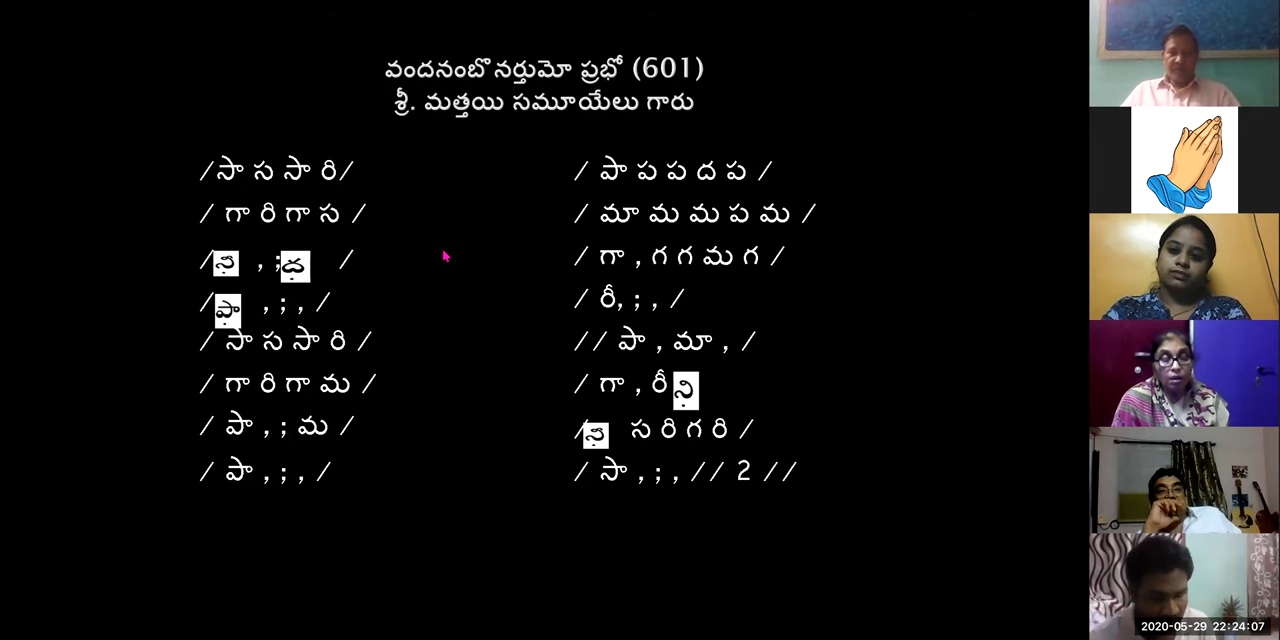 వందనంబొనర్తుమో ప్రభో (601)
శ్రీ. మత్తయి సమూయేలు గారు
/సా స సా రి/
/ గా రి గా స /
/నీ , ;ద /
/పా , ; , /
/ సా స సా రి /
/ గా రి గా మ /
/ పా , ; మ /
/ పా , ; , /
/ పా ప ప ద ప /
/ మా మ మ ప మ /
/ గా , గ గ మ గ /
/ రీ, ; , /
// పా , మా , /
/ గా , రీ ని
/నీ స రి గ రి /
/ సా , ; , // 2 //
2020-05-29 22:24:07